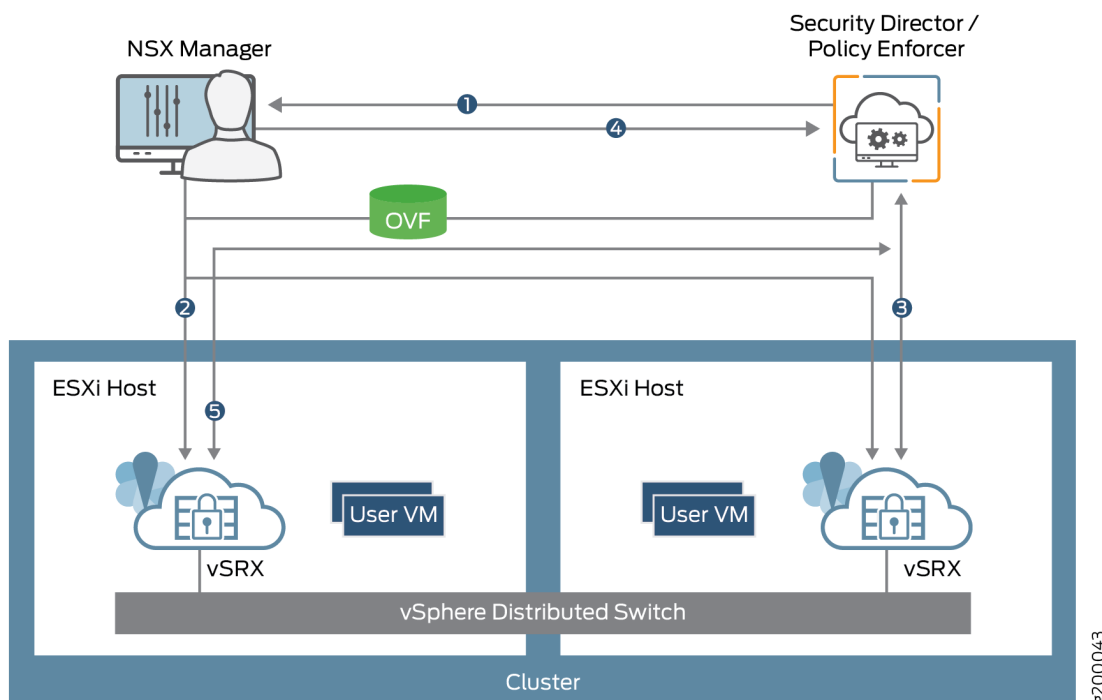 Security Director /
Policy Enforcer
NSX Manager
1
4
OVF
2
3
ESXi Host
ESXi Host
5
User VM
User VM
vSRX
vSRX
vSphere Distributed Switch
Cluster
g200043